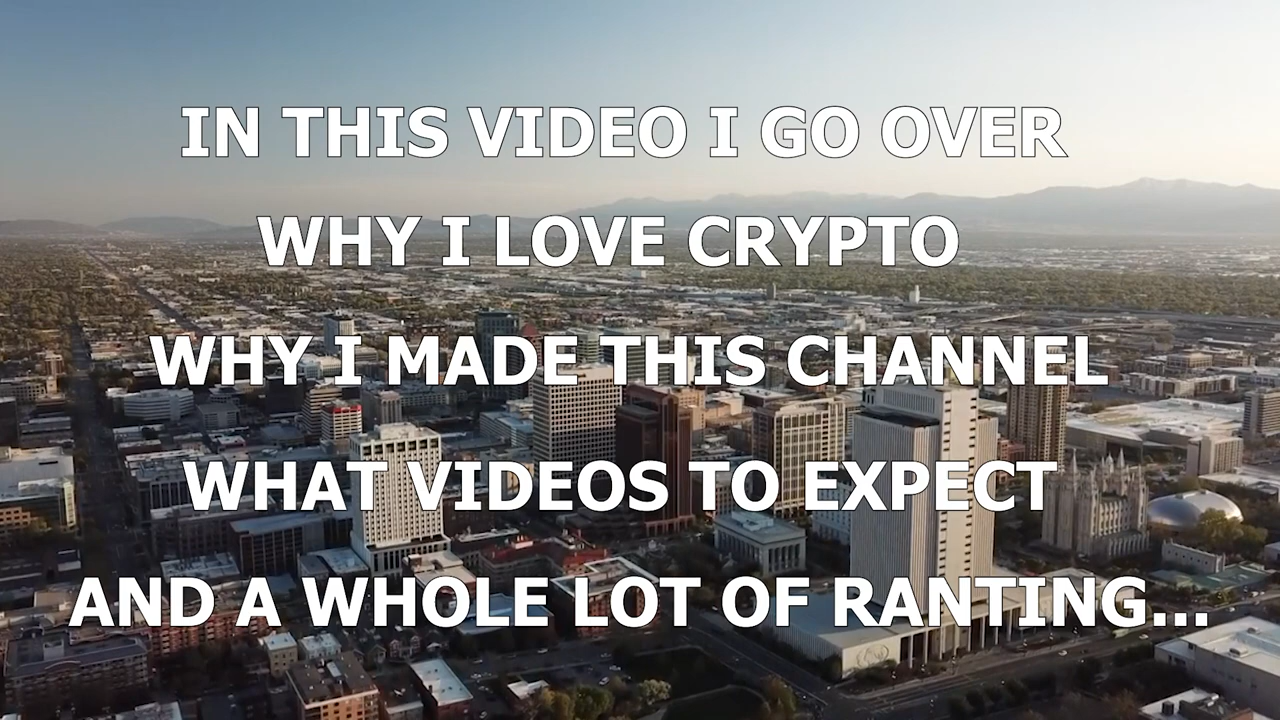 IN THIS VIDEO I GO OVER
WHY I LOVE CRYPTO
WHY I MADE THIS CHANNEL
WHAT VIDEOS TO EXPECT
AND A WHOLE LOT OF RANTING...